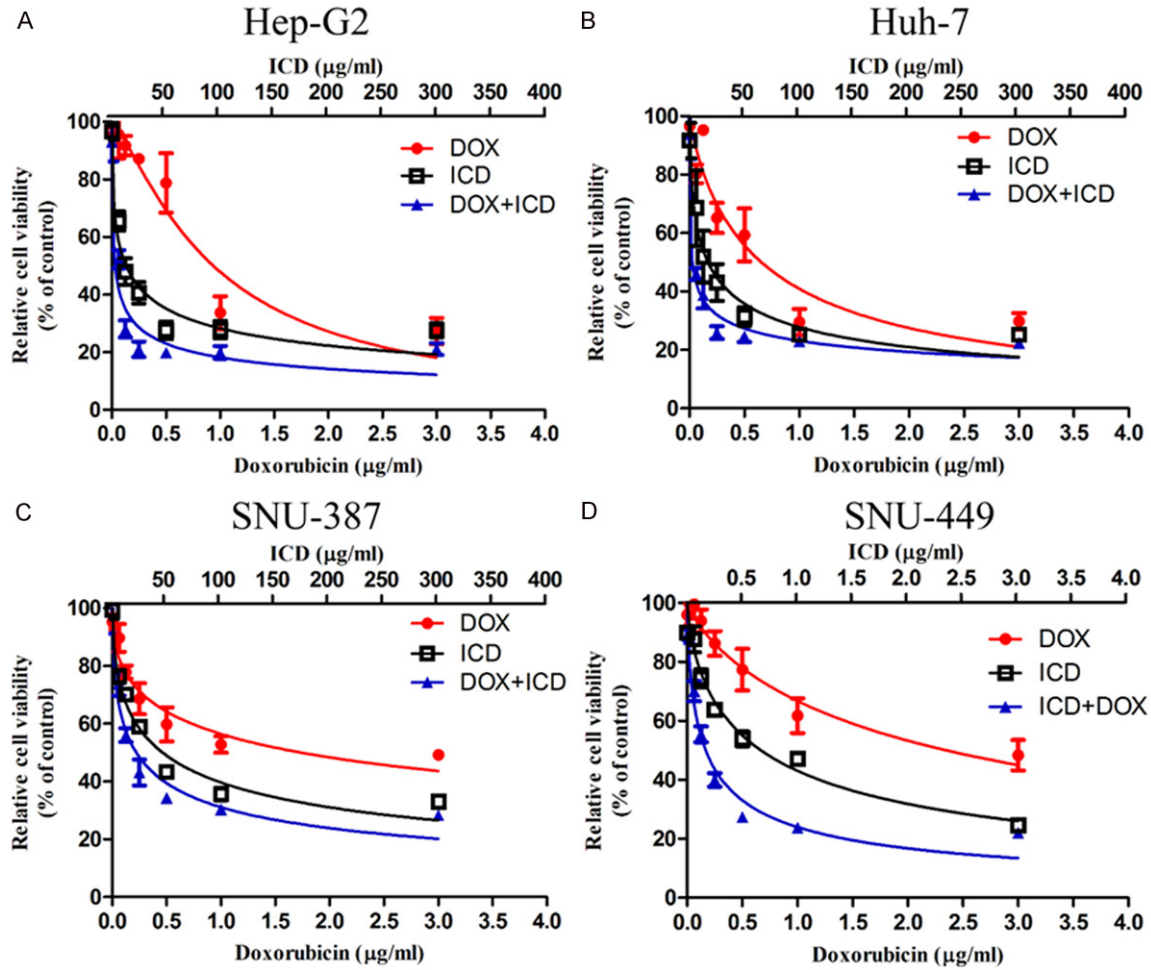 A
Hep-G2
ICD (μg/ml)
50 100 150 200 250 300 350 400
100
80
60
40
20
0
Relative cell viability
(% of control)
DOX
ICD
DOX+ICD
0.0 0.5 1.0 1.5 2.0 2.5 3.0 3.5 4.0
Doxorubicin (μg/ml)
B
Huh-7
ICD (μg/ml)
50 100 150 200 250 300 350 400
100
80
60
40
20
0
Relative cell viability
(% of control)
DOX
ICD
DOX+ICD
0.0 0.5 1.0 1.5 2.0 2.5 3.0 3.5 4.0
Doxorubicin (μg/ml)
C
SNU-387
ICD (μg/ml)
50 100 150 200 250 300 350 400
100
80
60
40
20
0
Relative cell viability
(% of control)
DOX
ICD
DOX+ICD
0.0 0.5 1.0 1.5 2.0 2.5 3.0 3.5 4.0
Doxorubicin (μg/ml)
D
SNU-449
ICD (μg/ml)
0.5 1.0 1.5 2.0 2.5 3.0 3.5 4.0
100
80
60
40
20
0
Relative cell viability
(% of control)
DOX
ICD
ICD+DOX
0.0 0.5 1.0 1.5 2.0 2.5 3.0 3.5 4.0
Doxorubicin (μg/ml)